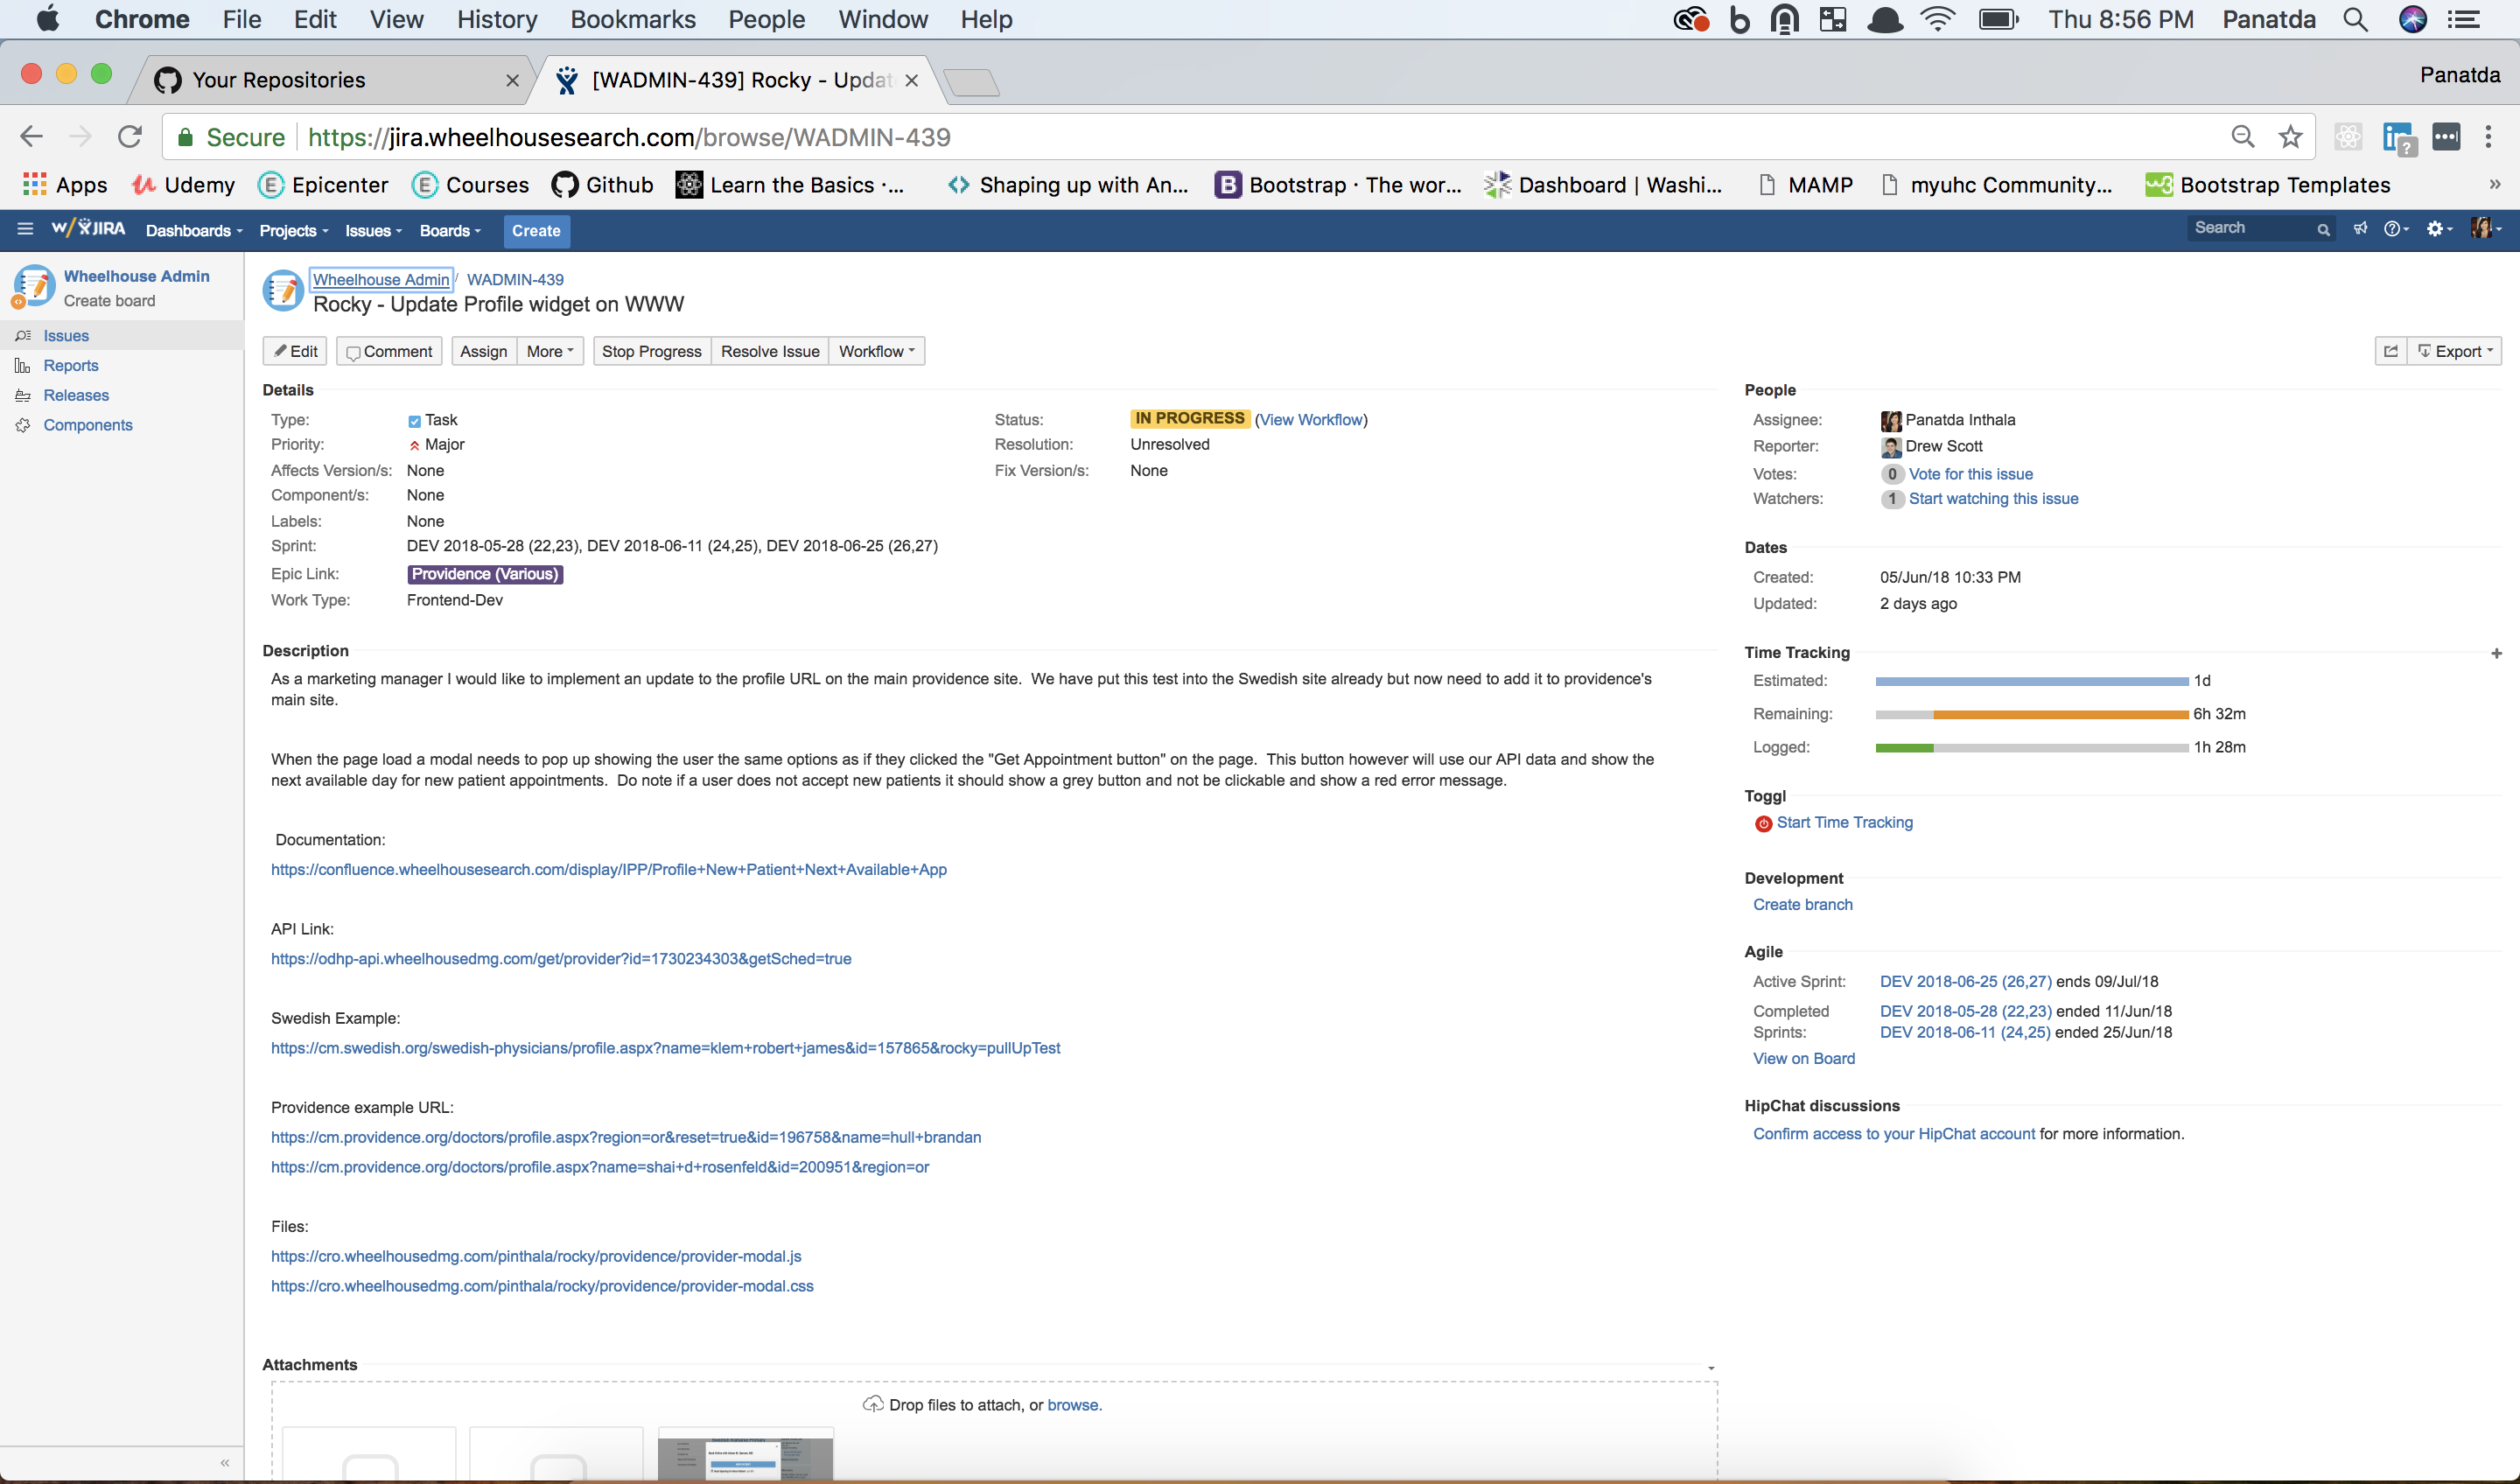 Chrome File Edit View History Bookmarks People Window Help Thu 8:56 PM Panatda
Your Repositories
[WADMIN-439] Rocky - Updat
Panatda
Secure https://jira.wheelhousesearch.com/browse/WADMIN-439
Apps Udemy Epicenter Courses Github Learn the Basics ·... Shaping up with An... Bootstrap · The wor... Dashboard | Washi... MAMP myuhc Community... Bootstrap Templates »
w/JIRA Dashboards Projects Issues Boards Create Search
Wheelhouse Admin
Create board
Issues
Reports
Releases
Components
Wheelhouse Admin / WADMIN-439
Rocky - Update Profile widget on WWW
Edit Comment Assign More Stop Progress Resolve Issue Workflow Export
Details
Type: Task
Priority: Major
Affects Version/s: None
Component/s: None
Labels: None
Sprint: DEV 2018-05-28 (22,23), DEV 2018-06-11 (24,25), DEV 2018-06-25 (26,27)
Epic Link: Providence (Various)
Work Type: Frontend-Dev
Status: IN PROGRESS (View Workflow)
Resolution: Unresolved
Fix Version/s: None
Description
As a marketing manager I would like to implement an update to the profile URL on the main providence site. We have put this test into the Swedish site already but now need to add it to providence's
main site.
When the page load a modal needs to pop up showing the user the same options as if they clicked the "Get Appointment button" on the page. This button however will use our API data and show the
next available day for new patient appointments. Do note if a user does not accept new patients it should show a grey button and not be clickable and show a red error message.
Documentation:
https://confluence.wheelhousesearch.com/display/IPP/Profile+New+Patient+Next+Available+App
API Link:
https://odhp-api.wheelhousedmg.com/get/provider?id=1730234303&getSched=true
Swedish Example:
https://cm.swedish.org/swedish-physicians/profile.aspx?name=klem+robert+james&id=157865&rocky=pullUpTest
Providence example URL:
https://cm.providence.org/doctors/profile.aspx?region=or&reset=true&id=196758&name=hull+brandan
https://cm.providence.org/doctors/profile.aspx?name=shai+d+rosenfeld&id=200951&region=or
Files:
https://cro.wheelhousedmg.com/pinthala/rocky/providence/provider-modal.js
https://cro.wheelhousedmg.com/pinthala/rocky/providence/provider-modal.css
Attachments
Drop files to attach, or browse.
People
Assignee: Panatda Inthala
Reporter: Drew Scott
Votes: 0 Vote for this issue
Watchers: 1 Start watching this issue
Dates
Created: 05/Jun/18 10:33 PM
Updated: 2 days ago
Time Tracking
Estimated: 1d
Remaining: 6h 32m
Logged: 1h 28m
Toggl
Start Time Tracking
Development
Create branch
Agile
Active Sprint: DEV 2018-06-25 (26,27) ends 09/Jul/18
Completed DEV 2018-05-28 (22,23) ended 11/Jun/18
Sprints: DEV 2018-06-11 (24,25) ended 25/Jun/18
View on Board
HipChat discussions
Confirm access to your HipChat account for more information.